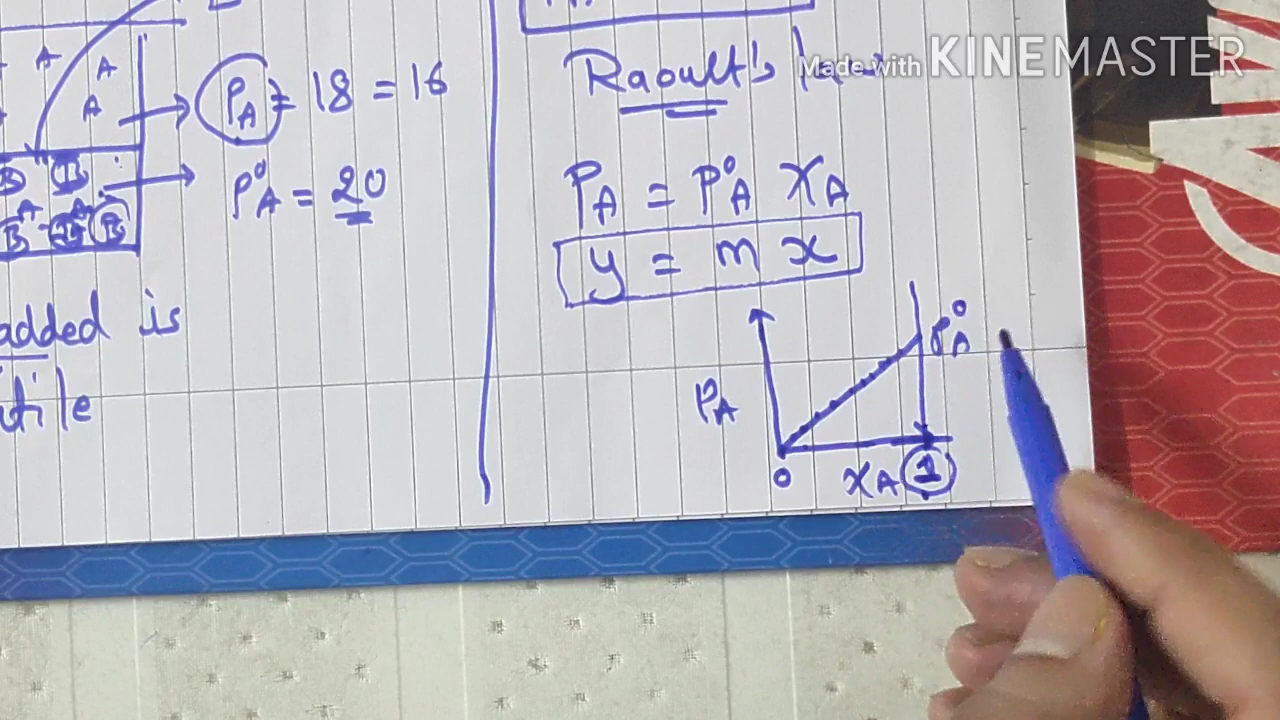 A A
A
P_A = 18 = 16
P°_A = 20
B B
A A
B B B
added is
Raoult's law
P_A = P°_A X_A
y = m x
P°_A
P_A
0 X_A 1
Made with KINEMASTER